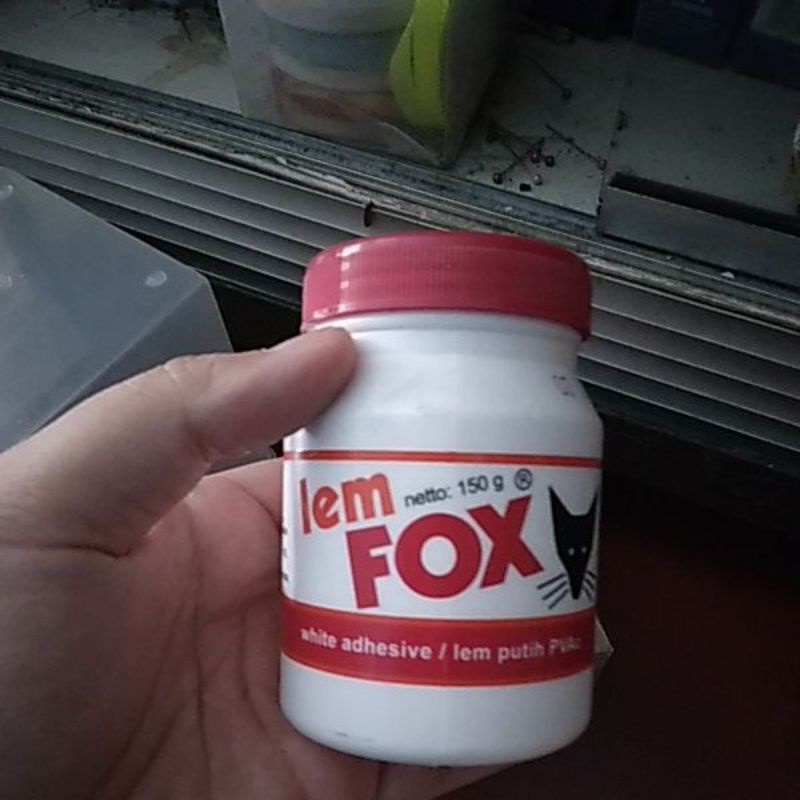 lem netto: 150 g ®
FOX
white adhesive / lem putih PVAc